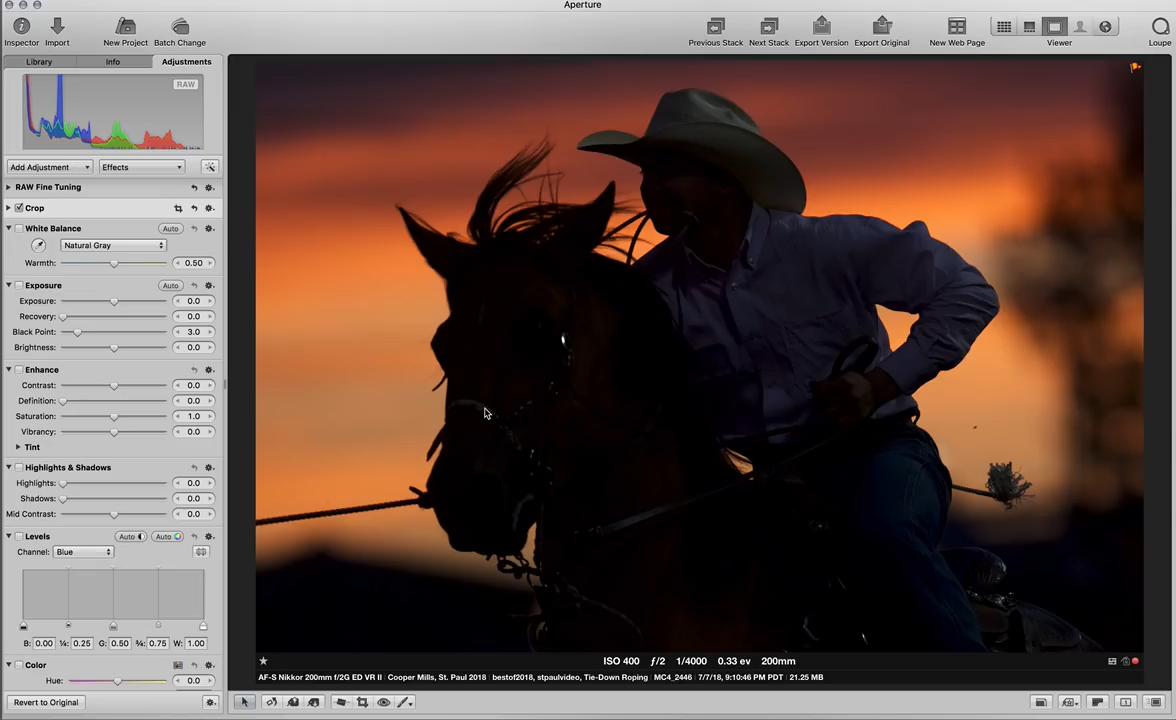 Aperture
Inspector Import New Project Batch Change Previous Stack Next Stack Export Version Export Original New Web Page Viewer Loupe
Library Info Adjustments
RAW
Add Adjustment Effects
RAW Fine Tuning
Crop
White Balance Auto
Natural Gray
Warmth: 0.50
Exposure Auto
Exposure: 0.0
Recovery: 0.0
Black Point: 3.0
Brightness: 0.0
Enhance
Contrast: 0.0
Definition: 0.0
Saturation: 1.0
Vibrancy: 0.0
Tint
Highlights & Shadows
Highlights: 0.0
Shadows: 0.0
Mid Contrast: 0.0
Levels Auto Auto
Channel: Blue
B: 0.00 ¼: 0.25 G: 0.50 ¾: 0.75 W: 1.00
Color
Hue: 0.0
Revert to Original
ISO 400 ƒ/2 1/4000 0.33 ev 200mm
AF-S Nikkor 200mm f/2G ED VR II | Cooper Mills, St. Paul 2018 | bestof2018, stpaulvideo, Tie-Down Roping | MC4_2446 | 7/7/18, 9:10:46 PM PDT | 21.25 MB